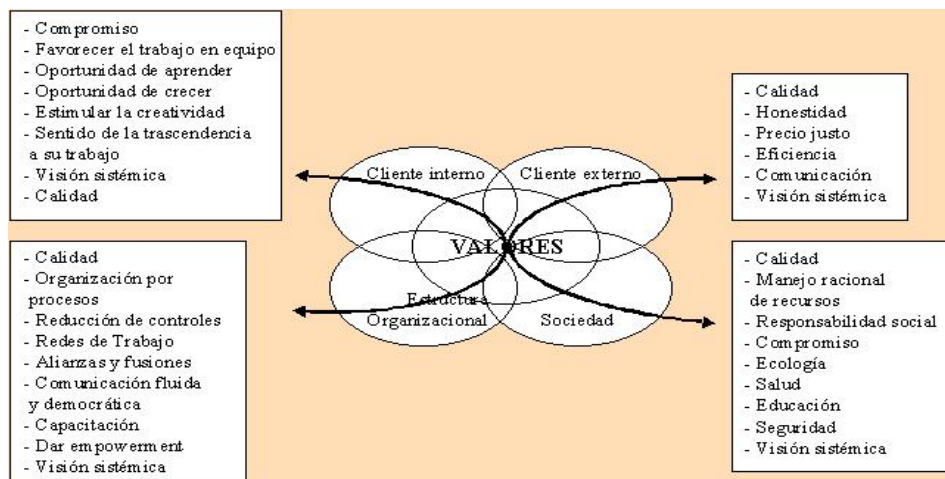 - Compromiso
- Favorecer el trabajo en equipo
- Oportunidad de aprender
- Oportunidad de crecer
- Estimular la creatividad
- Sentido de la trascendencia
a su trabajo
- Visión sistémica
- Calidad
Cliente interno
Cliente externo
- Calidad
- Honestidad
- Precio justo
- Eficiencia
- Comunicación
- Visión sistémica
VALORES
- Calidad
- Organización por
procesos
- Reducción de controles
- Redes de Trabajo
- Alianzas y fusiones
- Comunicación fluida
y democrática
- Capacitación
- Dar empowerment
- Visión sistémica
Estructura
Organizacional
Sociedad
- Calidad
- Manejo racional
de recursos
- Responsabilidad social
- Compromiso
- Ecología
- Salud
- Educación
- Seguridad
- Visión sistémica